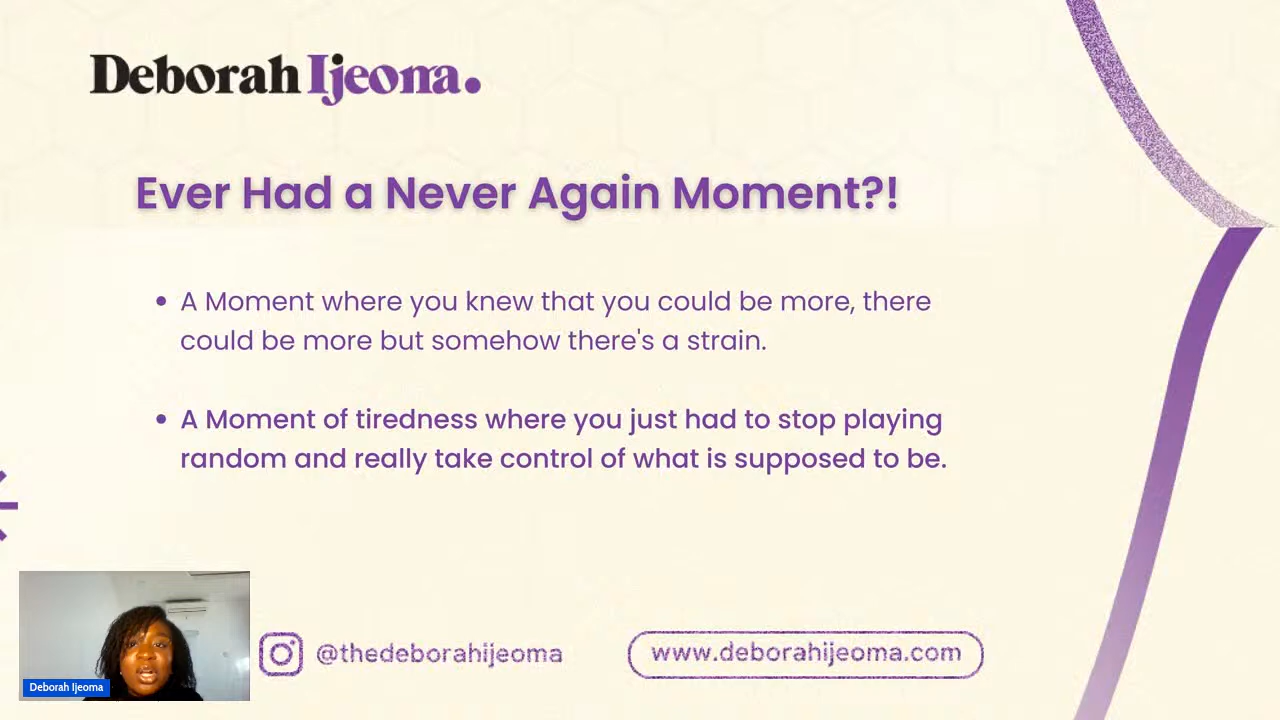 Deborah Ijeoma.
Ever Had a Never Again Moment?!
• A Moment where you knew that you could be more, there
could be more but somehow there's a strain.
• A Moment of tiredness where you just had to stop playing
random and really take control of what is supposed to be.
Deborah Ijeoma
@thedeborahijeoma
www.deborahijeoma.com